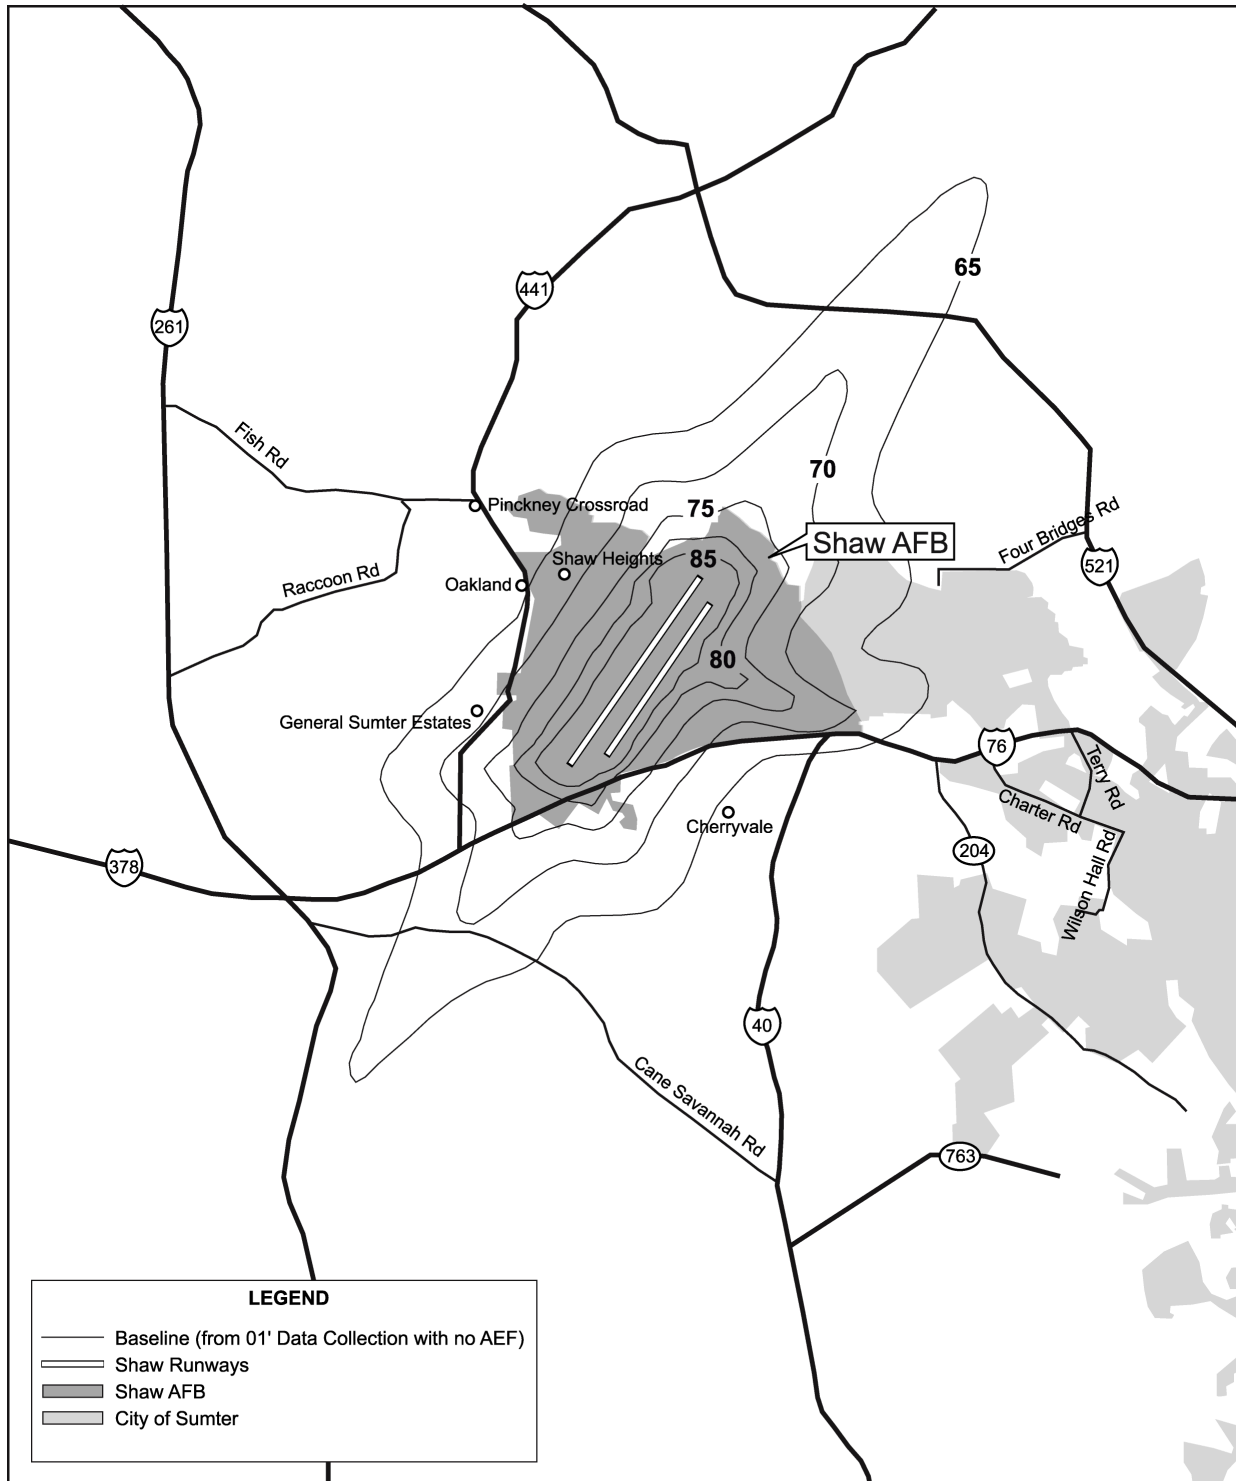 65
441
261
Fish Rd
70
Pinckney Crossroad
75
Shaw AFB
Four Bridges Rd
Shaw Heights
85
521
Raccoon Rd
Oakland
80
General Sumter Estates
76
Terry Rd
Charter Rd
Cherryvale
204
Wilson Hall Rd
378
40
Cane Savannah Rd
763
LEGEND
Baseline (from 01' Data Collection with no AEF)
Shaw Runways
Shaw AFB
City of Sumter